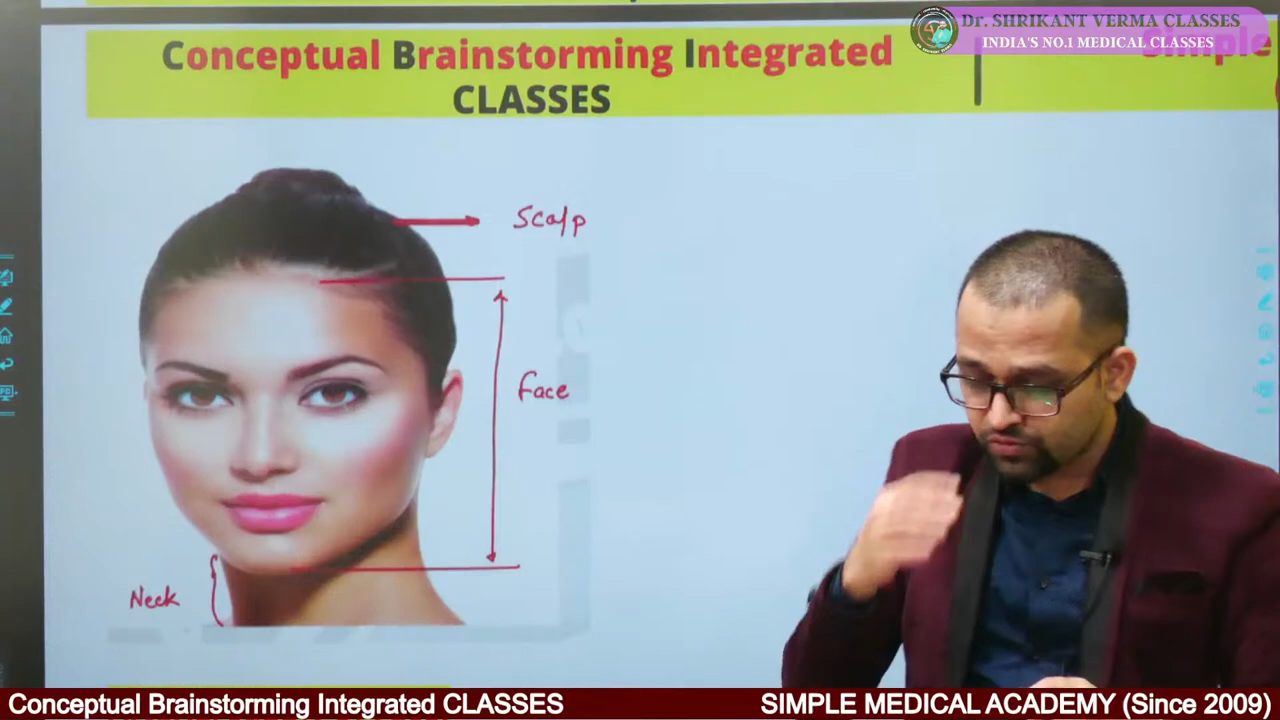 Dr. SHRIKANT VERMA CLASSES
INDIA'S NO.1 MEDICAL CLASSES
Conceptual Brainstorming Integrated
CLASSES
Simple
Scalp
Face
Neck
Conceptual Brainstorming Integrated CLASSES
SIMPLE MEDICAL ACADEMY (Since 2009)